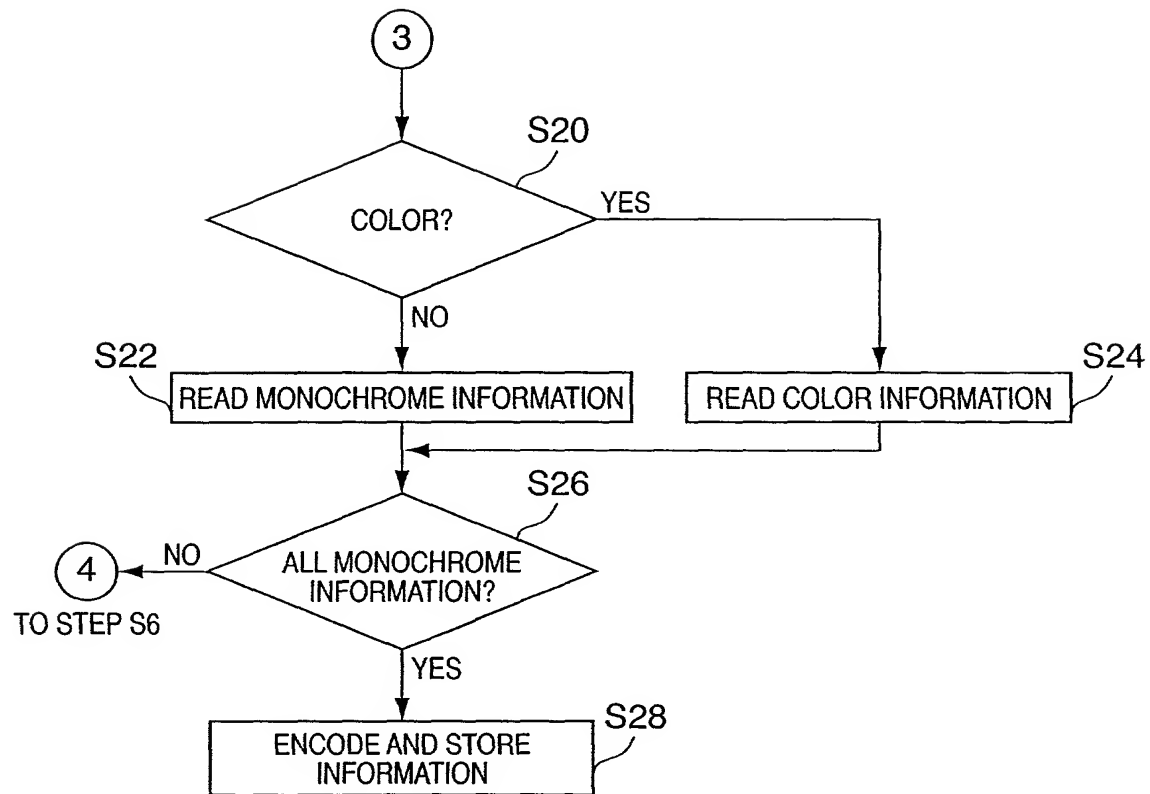 3
S20
COLOR?
YES
NO
S22
READ MONOCHROME INFORMATION
S24
READ COLOR INFORMATION
S26
ALL MONOCHROME
INFORMATION?
NO
4
TO STEP S6
YES
S28
ENCODE AND STORE
INFORMATION